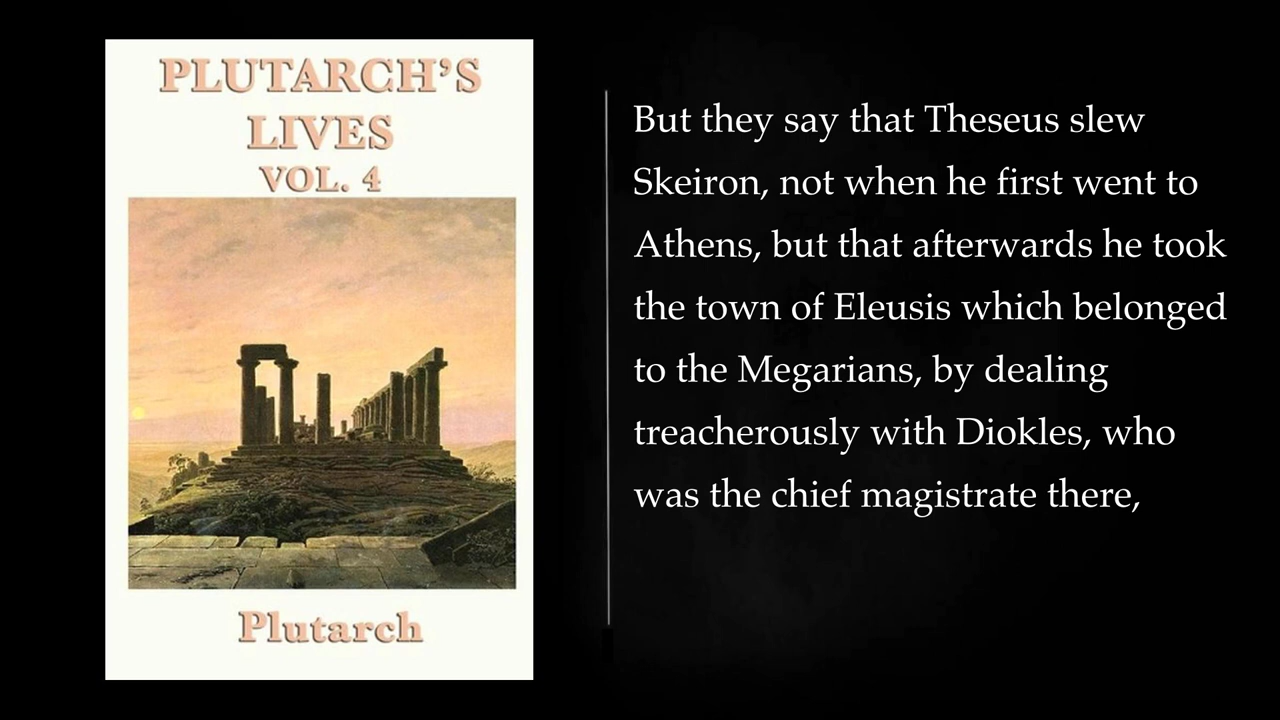 PLUTARCH'S
LIVES
VOL. 4
Plutarch
But they say that Theseus slew
Skeiron, not when he first went to
Athens, but that afterwards he took
the town of Eleusis which belonged
to the Megarians, by dealing
treacherously with Diokles, who
was the chief magistrate there,